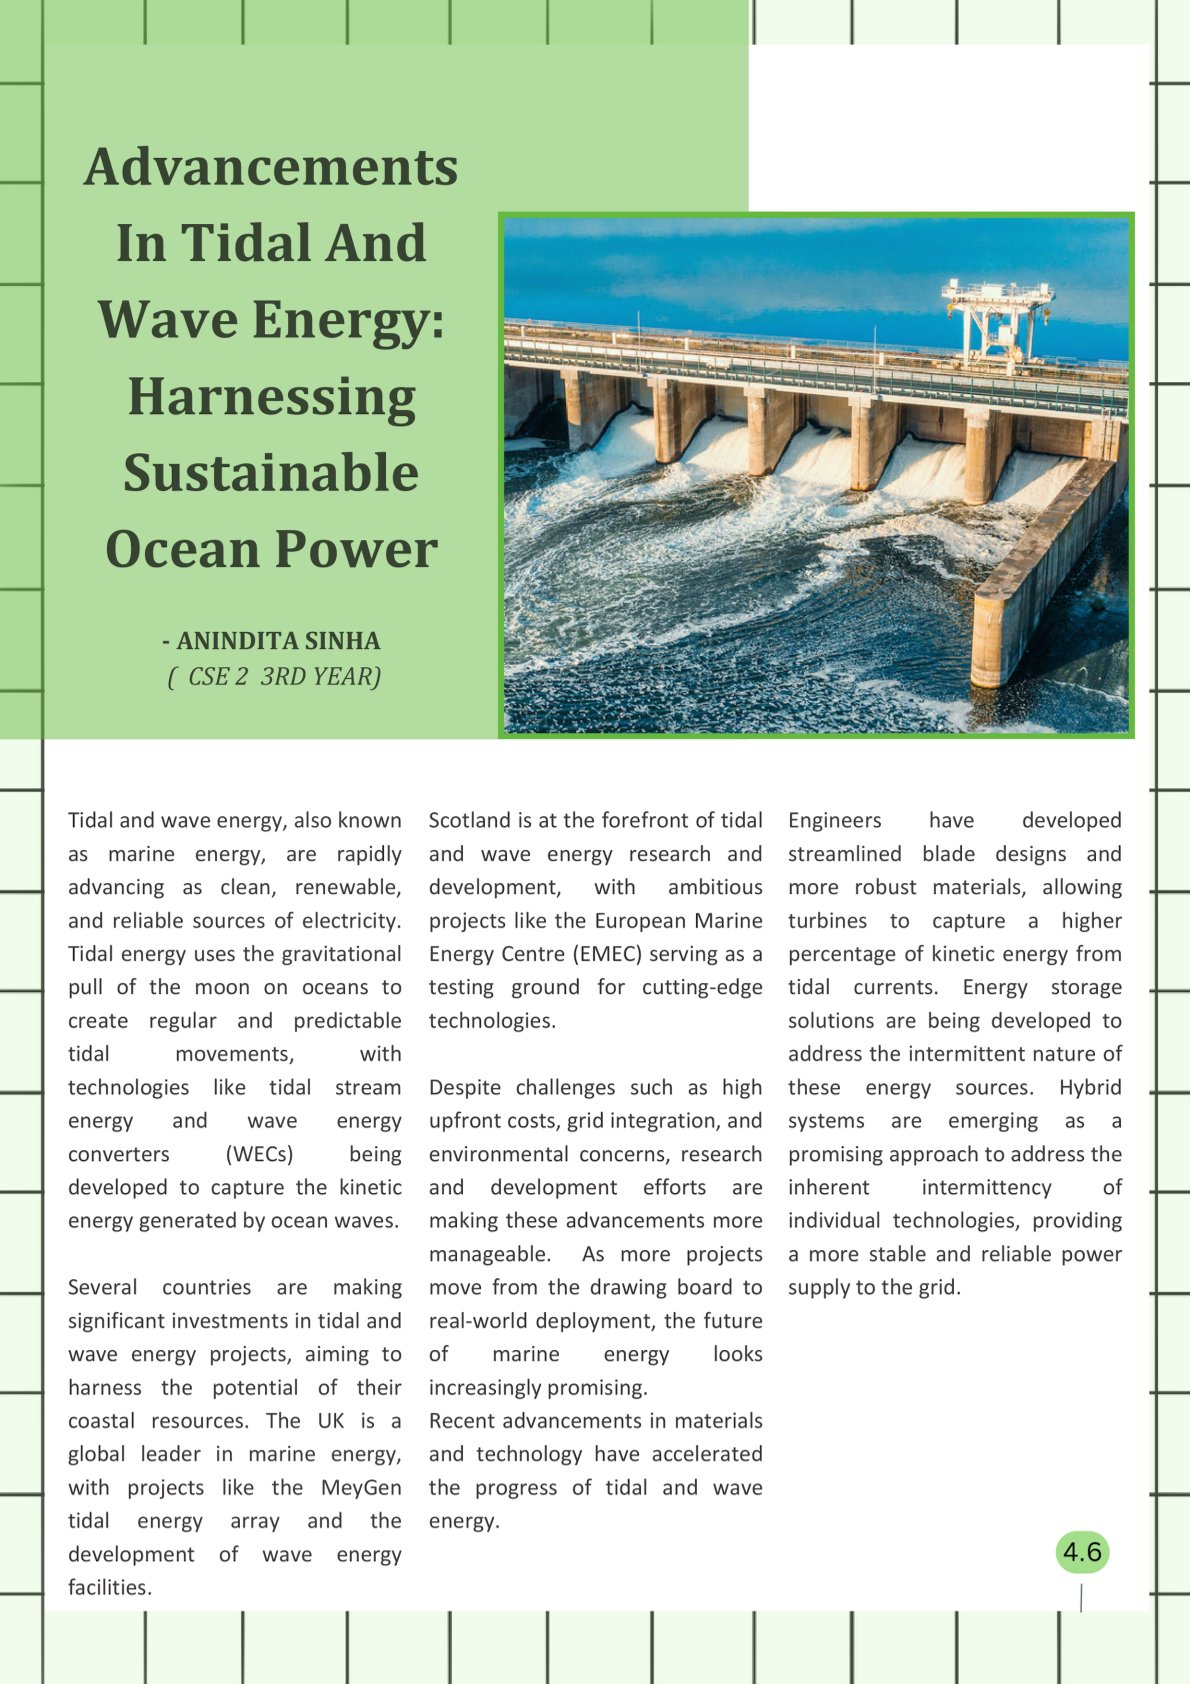 Advancements
In Tidal And
Wave Energy:
Harnessing
Sustainable
Ocean Power
- ANINDITA SINHA
( CSE 2 3RD YEAR)
Tidal and wave energy, also known
as marine energy, are rapidly
advancing as clean, renewable,
and reliable sources of electricity.
Tidal energy uses the gravitational
pull of the moon on oceans to
create regular and predictable
tidal movements, with
technologies like tidal stream
energy and wave energy
converters (WECs) being
developed to capture the kinetic
energy generated by ocean waves.
Several countries are making
significant investments in tidal and
wave energy projects, aiming to
harness the potential of their
coastal resources. The UK is a
global leader in marine energy,
with projects like the MeyGen
tidal energy array and the
development of wave energy
facilities.
Scotland is at the forefront of tidal
and wave energy research and
development, with ambitious
projects like the European Marine
Energy Centre (EMEC) serving as a
testing ground for cutting-edge
technologies.
Despite challenges such as high
upfront costs, grid integration, and
environmental concerns, research
and development efforts are
making these advancements more
manageable. As more projects
move from the drawing board to
real-world deployment, the future
of marine energy looks
increasingly promising.
Recent advancements in materials
and technology have accelerated
the progress of tidal and wave
energy.
Engineers have developed
streamlined blade designs and
more robust materials, allowing
turbines to capture a higher
percentage of kinetic energy from
tidal currents. Energy storage
solutions are being developed to
address the intermittent nature of
these energy sources. Hybrid
systems are emerging as a
promising approach to address the
inherent intermittency of
individual technologies, providing
a more stable and reliable power
supply to the grid.
4.6